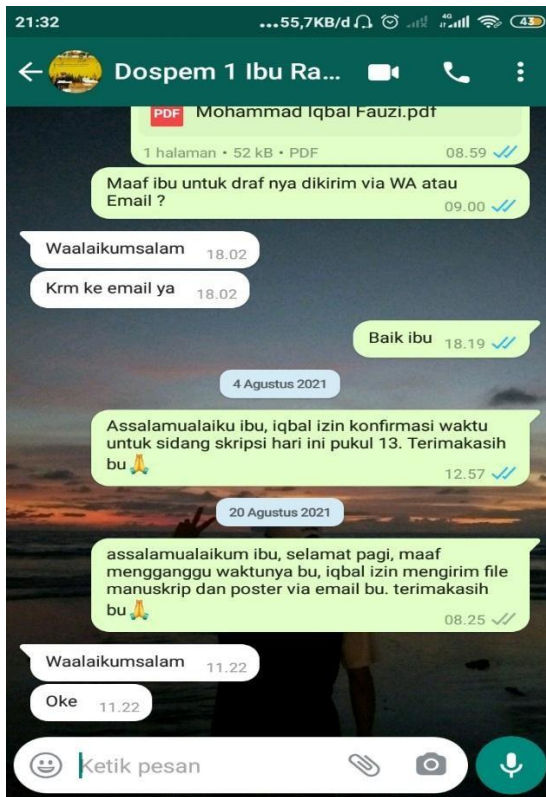 21:32
...55,7KB/d
4G
43
Dospem 1 Ibu Ra...
PDF Mohammad Iqbal Fauzi.pdf
1 halaman • 52 kB • PDF 08.59
Maaf ibu untuk draf nya dikirim via WA atau
Email ?
09.00
Waalaikumsalam 18.02
Krm ke email ya 18.02
Baik ibu 18.19
4 Agustus 2021
Assalamualaiku ibu, iqbal izin konfirmasi waktu
untuk sidang skripsi hari ini pukul 13. Terimakasih
bu🙏
12.57
20 Agustus 2021
assalamualaikum ibu, selamat pagi, maaf
mengganggu waktunya bu, iqbal izin mengirim file
manuskrip dan poster via email bu. terimakasih
bu🙏
08.25
Waalaikumsalam 11.22
Oke 11.22
Ketik pesan